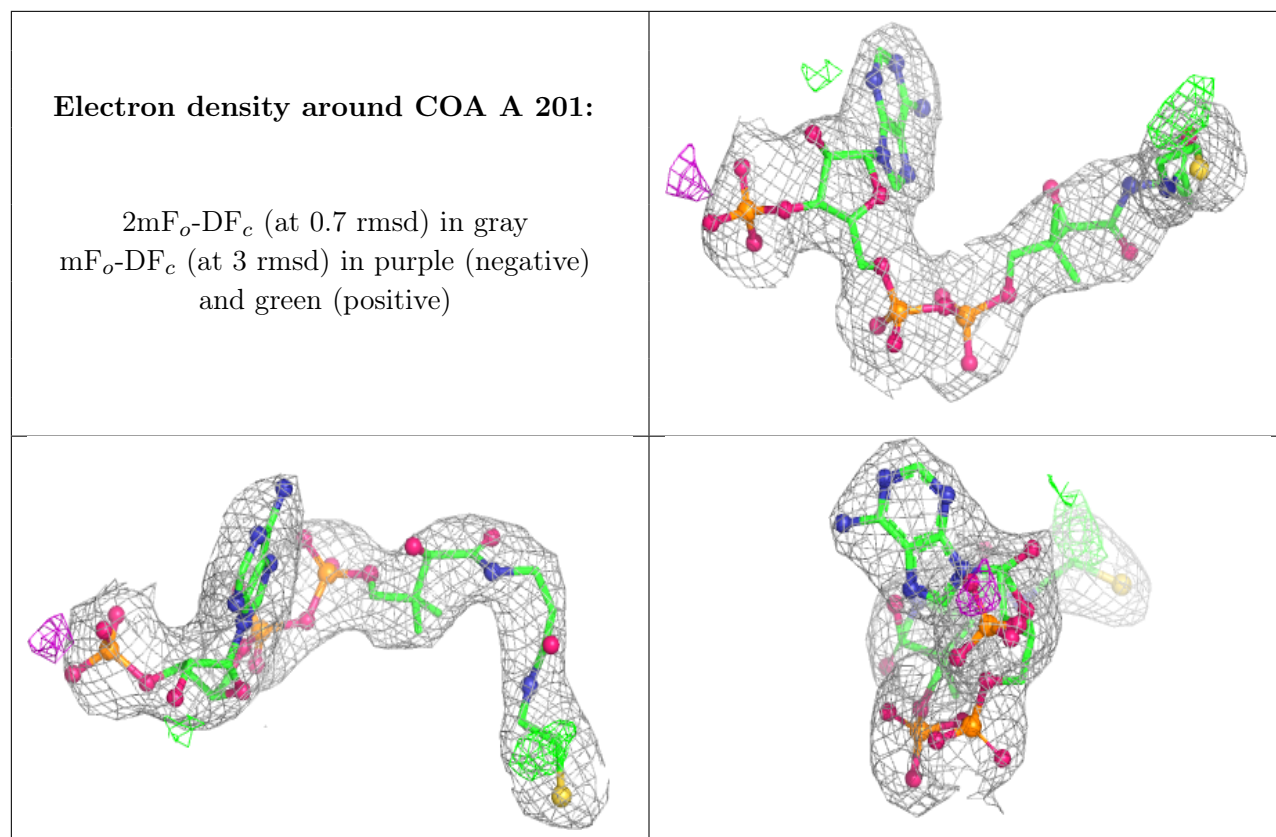 Electron density around COA A 201:
2mFₒ-DF𝒸 (at 0.7 rmsd) in gray
mFₒ-DF𝒸 (at 3 rmsd) in purple (negative)
and green (positive)